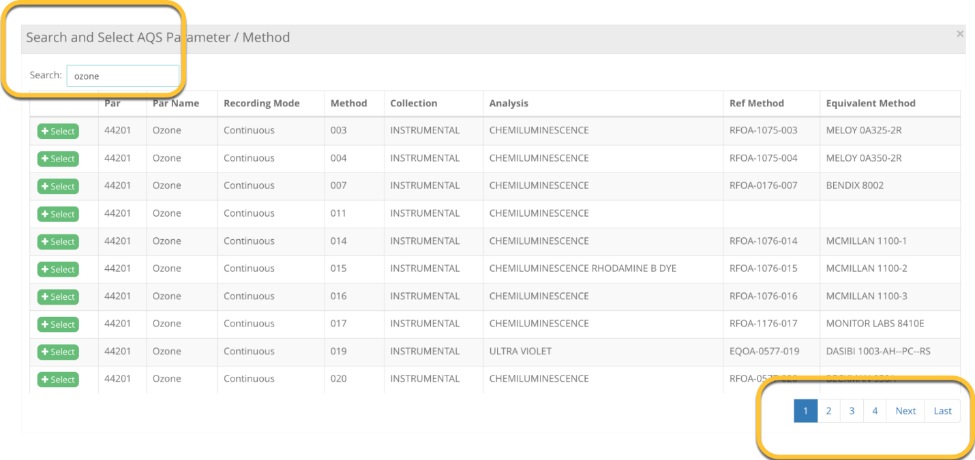 Search and Select AQS Parameter / Method ×
Search: ozone
Par Par Name Recording Mode Method Collection Analysis Ref Method Equivalent Method
+ Select 44201 Ozone Continuous 003 INSTRUMENTAL CHEMILUMINESCENCE RFOA-1075-003 MELOY 0A325-2R
+ Select 44201 Ozone Continuous 004 INSTRUMENTAL CHEMILUMINESCENCE RFOA-1075-004 MELOY 0A350-2R
+ Select 44201 Ozone Continuous 007 INSTRUMENTAL CHEMILUMINESCENCE RFOA-0176-007 BENDIX 8002
+ Select 44201 Ozone Continuous 011 INSTRUMENTAL CHEMILUMINESCENCE
+ Select 44201 Ozone Continuous 014 INSTRUMENTAL CHEMILUMINESCENCE RFOA-1076-014 MCMILLAN 1100-1
+ Select 44201 Ozone Continuous 015 INSTRUMENTAL CHEMILUMINESCENCE RHODAMINE B DYE RFOA-1076-015 MCMILLAN 1100-2
+ Select 44201 Ozone Continuous 016 INSTRUMENTAL CHEMILUMINESCENCE RFOA-1076-016 MCMILLAN 1100-3
+ Select 44201 Ozone Continuous 017 INSTRUMENTAL CHEMILUMINESCENCE RFOA-1176-017 MONITOR LABS 8410E
+ Select 44201 Ozone Continuous 019 INSTRUMENTAL ULTRA VIOLET EQOA-0577-019 DASIBI 1003-AH--PC--RS
+ Select 44201 Ozone Continuous 020 INSTRUMENTAL CHEMILUMINESCENCE
1 2 3 4 Next Last